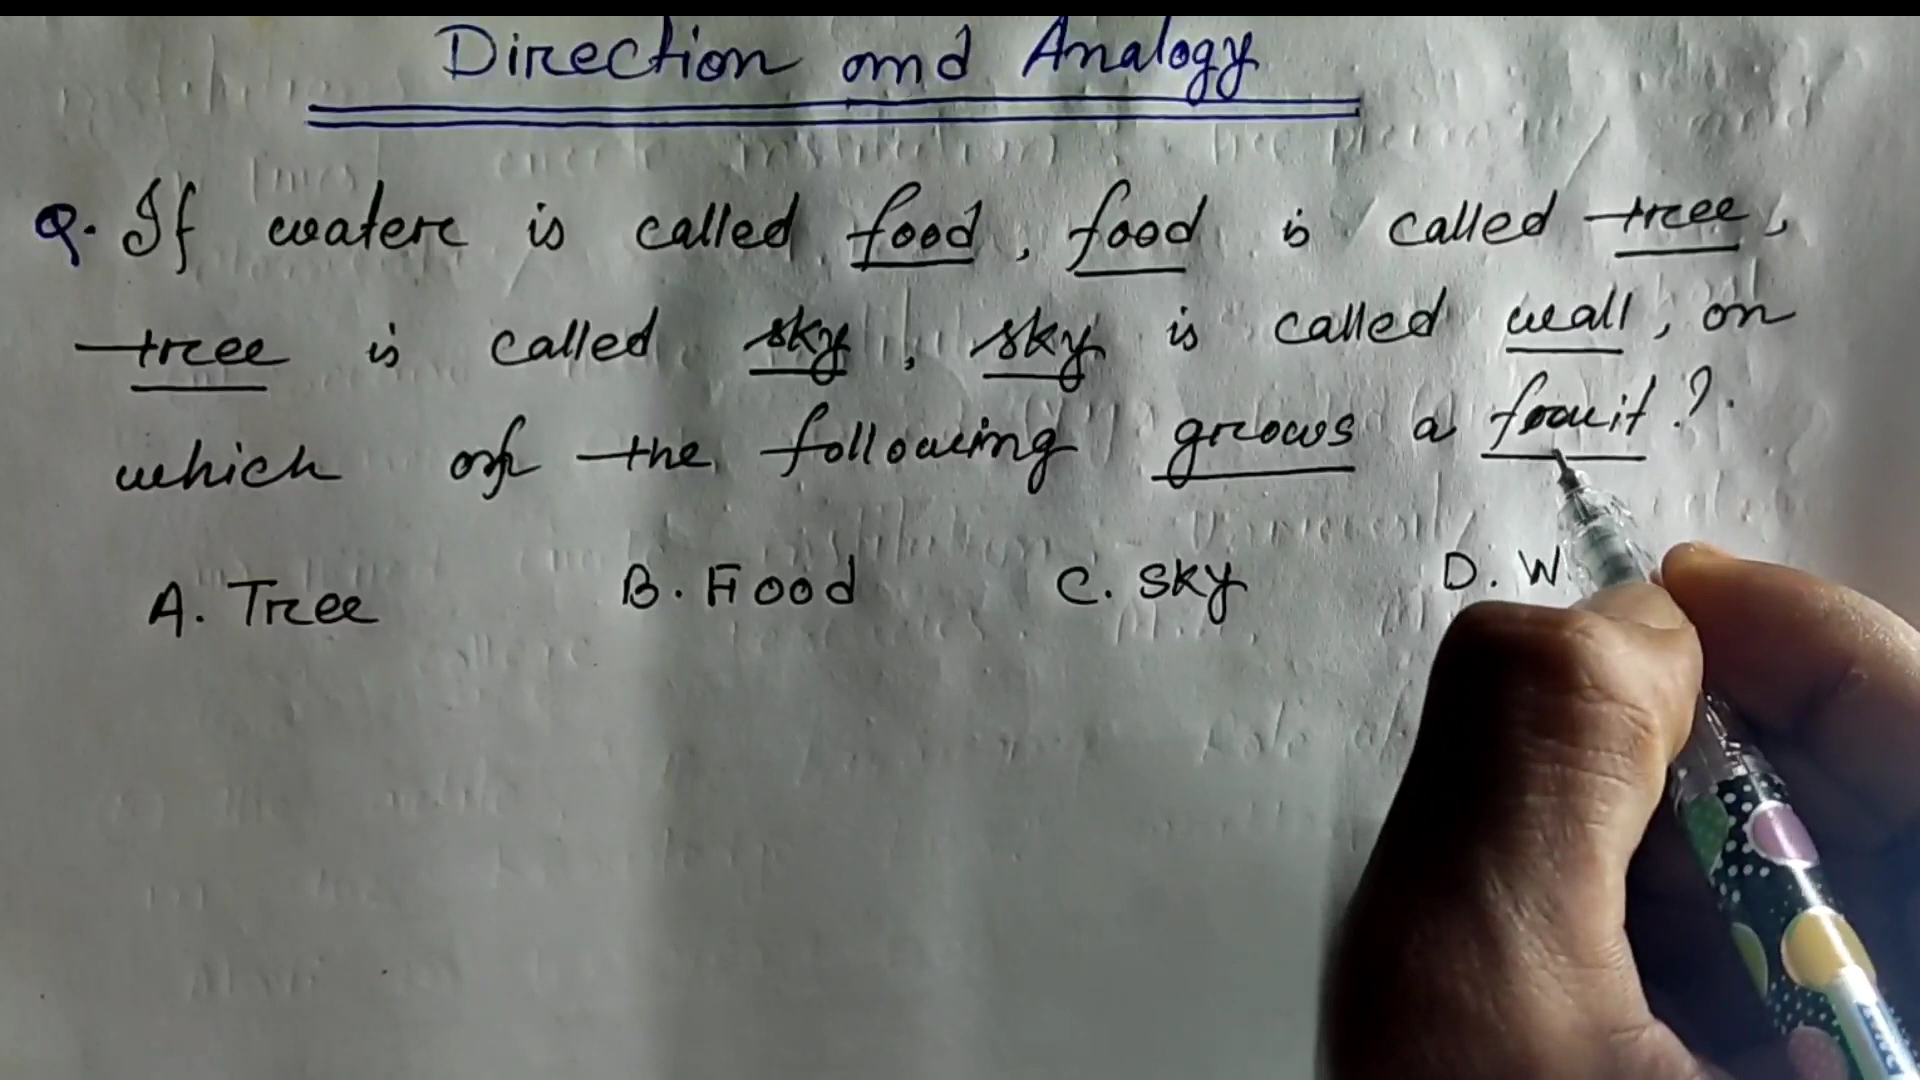 Direction and Analogy
Q. If water is called food, food is called tree,
tree is called sky, sky is called wall, on
which of the following grows a fruit?
A. Tree B. Food C. Sky D. W